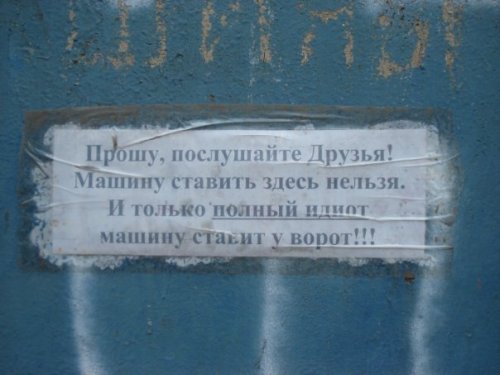 Прошу, послушайте Друзья!
Машину ставить здесь нельзя.
И только полный идиот
машину ставит у ворот!!!